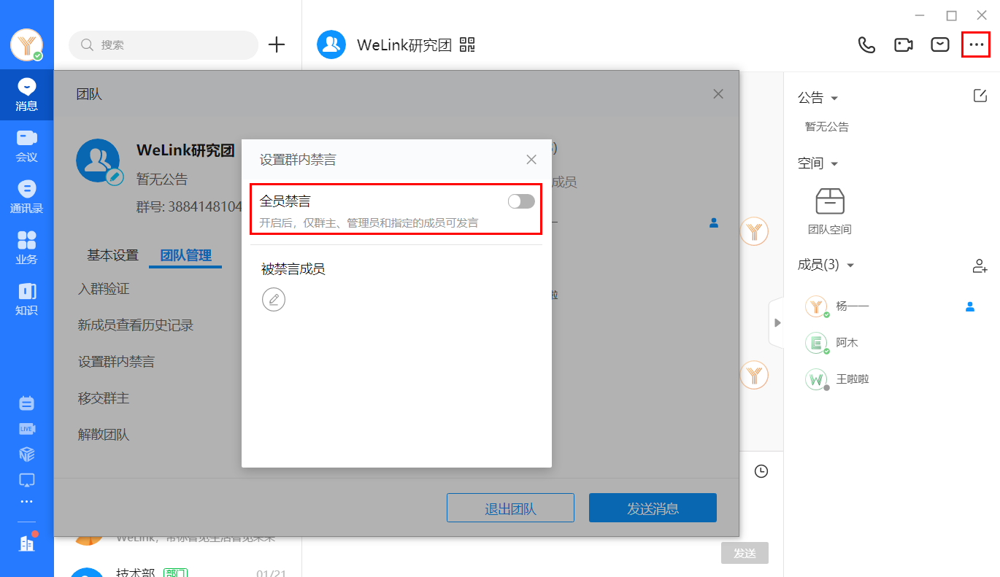 搜索
WeLink研究团
消息
会议
通讯录
业务
知识
LIVE
团队
WeLink研究团
暂无公告
群号: 3884148104
基本设置
团队管理
入群验证
新成员查看历史记录
设置群内禁言
移交群主
解散团队
)
成员
啦
设置群内禁言
全员禁言
开启后，仅群主、管理员和指定的成员可发言
被禁言成员
退出团队
发送消息
WeLink，带你看见生活看见未来
技术部
部门
01/21
发送
公告
暂无公告
空间
团队空间
成员(3)
杨一一
阿木
王啦啦